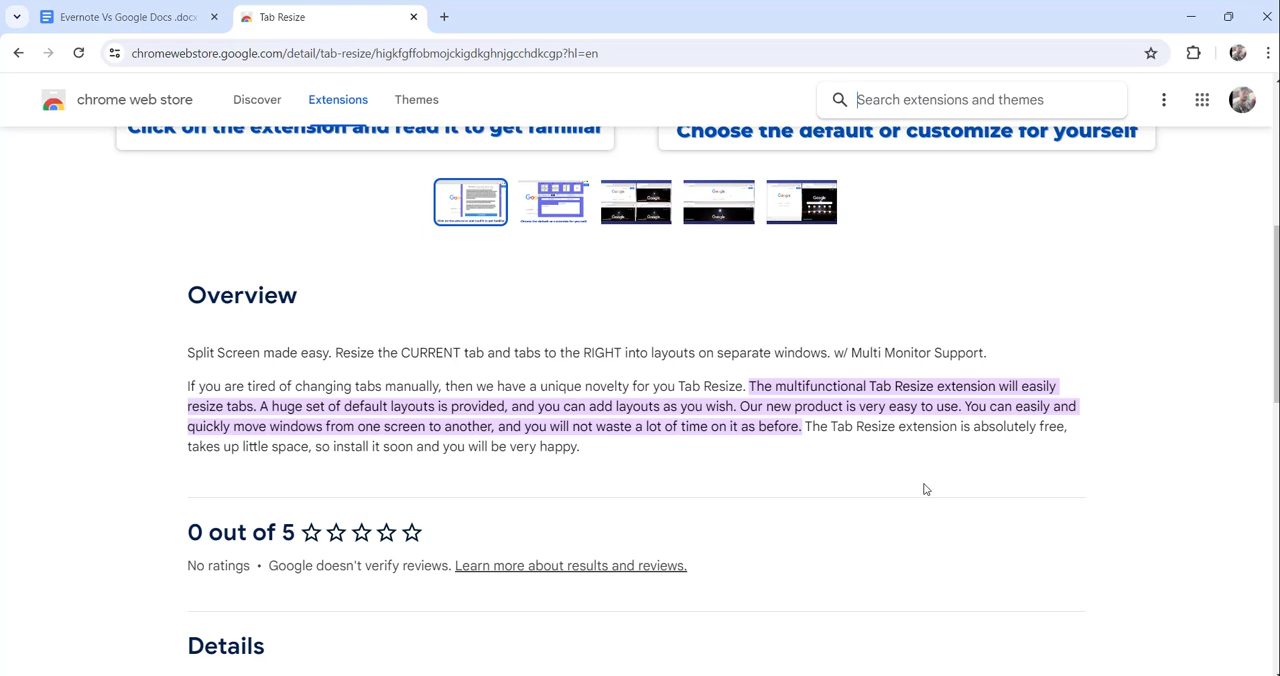 Evernote Vs Google Docs .docx
Tab Resize
chromewebstore.google.com/detail/tab-resize/higkfgffobmojckigdkghnjgcchdkcgp?hl=en
chrome web store
Discover
Extensions
Themes
Search extensions and themes
Click on the extension and read it to get familiar
Choose the default or customize for yourself
Overview
Split Screen made easy. Resize the CURRENT tab and tabs to the RIGHT into layouts on separate windows. w/ Multi Monitor Support.
If you are tired of changing tabs manually, then we have a unique novelty for you Tab Resize. The multifunctional Tab Resize extension will easily
resize tabs. A huge set of default layouts is provided, and you can add layouts as you wish. Our new product is very easy to use. You can easily and
quickly move windows from one screen to another, and you will not waste a lot of time on it as before. The Tab Resize extension is absolutely free,
takes up little space, so install it soon and you will be very happy.
0 out of 5
No ratings • Google doesn't verify reviews. Learn more about results and reviews.
Details